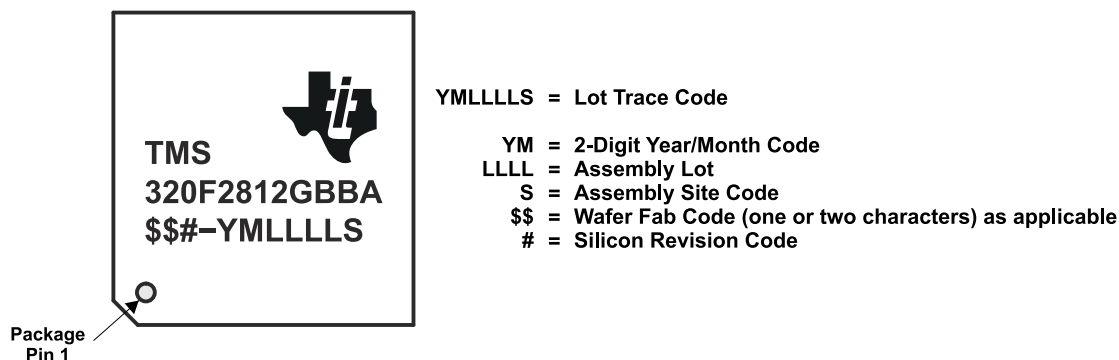 TMS
320F2812GBBA
$$#−YMLLLLS
Package
Pin 1
YMLLLLS = Lot Trace Code
YM = 2-Digit Year/Month Code
LLLL = Assembly Lot
S = Assembly Site Code
$$ = Wafer Fab Code (one or two characters) as applicable
# = Silicon Revision Code